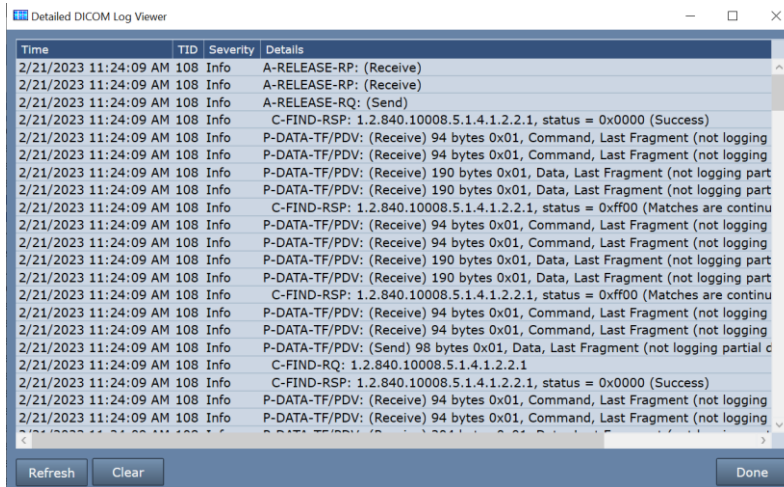 Detailed DICOM Log Viewer
Time TID Severity Details
2/21/2023 11:24:09 AM 108 Info A-RELEASE-RP: (Receive)
2/21/2023 11:24:09 AM 108 Info A-RELEASE-RP: (Receive)
2/21/2023 11:24:09 AM 108 Info A-RELEASE-RQ: (Send)
2/21/2023 11:24:09 AM 108 Info C-FIND-RSP: 1.2.840.10008.5.1.4.1.2.2.1, status = 0x0000 (Success)
2/21/2023 11:24:09 AM 108 Info P-DATA-TF/PDV: (Receive) 94 bytes 0x01, Command, Last Fragment (not logging
2/21/2023 11:24:09 AM 108 Info P-DATA-TF/PDV: (Receive) 94 bytes 0x01, Command, Last Fragment (not logging
2/21/2023 11:24:09 AM 108 Info P-DATA-TF/PDV: (Receive) 190 bytes 0x01, Data, Last Fragment (not logging part
2/21/2023 11:24:09 AM 108 Info P-DATA-TF/PDV: (Receive) 190 bytes 0x01, Data, Last Fragment (not logging part
2/21/2023 11:24:09 AM 108 Info C-FIND-RSP: 1.2.840.10008.5.1.4.1.2.2.1, status = 0xff00 (Matches are continu
2/21/2023 11:24:09 AM 108 Info P-DATA-TF/PDV: (Receive) 94 bytes 0x01, Command, Last Fragment (not logging
2/21/2023 11:24:09 AM 108 Info P-DATA-TF/PDV: (Receive) 94 bytes 0x01, Command, Last Fragment (not logging
2/21/2023 11:24:09 AM 108 Info P-DATA-TF/PDV: (Receive) 190 bytes 0x01, Data, Last Fragment (not logging part
2/21/2023 11:24:09 AM 108 Info P-DATA-TF/PDV: (Receive) 190 bytes 0x01, Data, Last Fragment (not logging part
2/21/2023 11:24:09 AM 108 Info C-FIND-RSP: 1.2.840.10008.5.1.4.1.2.2.1, status = 0xff00 (Matches are continu
2/21/2023 11:24:09 AM 108 Info P-DATA-TF/PDV: (Receive) 94 bytes 0x01, Command, Last Fragment (not logging
2/21/2023 11:24:09 AM 108 Info P-DATA-TF/PDV: (Receive) 94 bytes 0x01, Command, Last Fragment (not logging
2/21/2023 11:24:09 AM 108 Info P-DATA-TF/PDV: (Send) 98 bytes 0x01, Data, Last Fragment (not logging partial d
2/21/2023 11:24:09 AM 108 Info C-FIND-RQ: 1.2.840.10008.5.1.4.1.2.2.1
2/21/2023 11:24:09 AM 108 Info C-FIND-RSP: 1.2.840.10008.5.1.4.1.2.2.1, status = 0x0000 (Success)
2/21/2023 11:24:09 AM 108 Info P-DATA-TF/PDV: (Receive) 94 bytes 0x01, Command, Last Fragment (not logging
2/21/2023 11:24:09 AM 108 Info P-DATA-TF/PDV: (Receive) 94 bytes 0x01, Command, Last Fragment (not logging
Refresh Clear Done